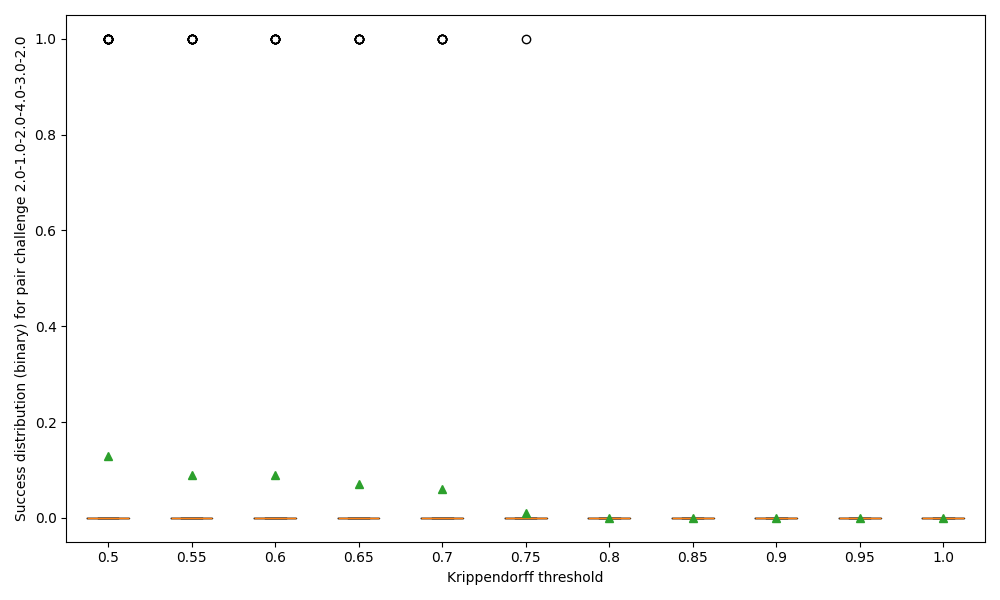 Success distribution (binary) for pair challenge 2.0-1.0-2.0-4.0-3.0-2.0
1.0
0.8
0.6
0.4
0.2
0.0
0.5 0.55 0.6 0.65 0.7 0.75 0.8 0.85 0.9 0.95 1.0
Krippendorff threshold